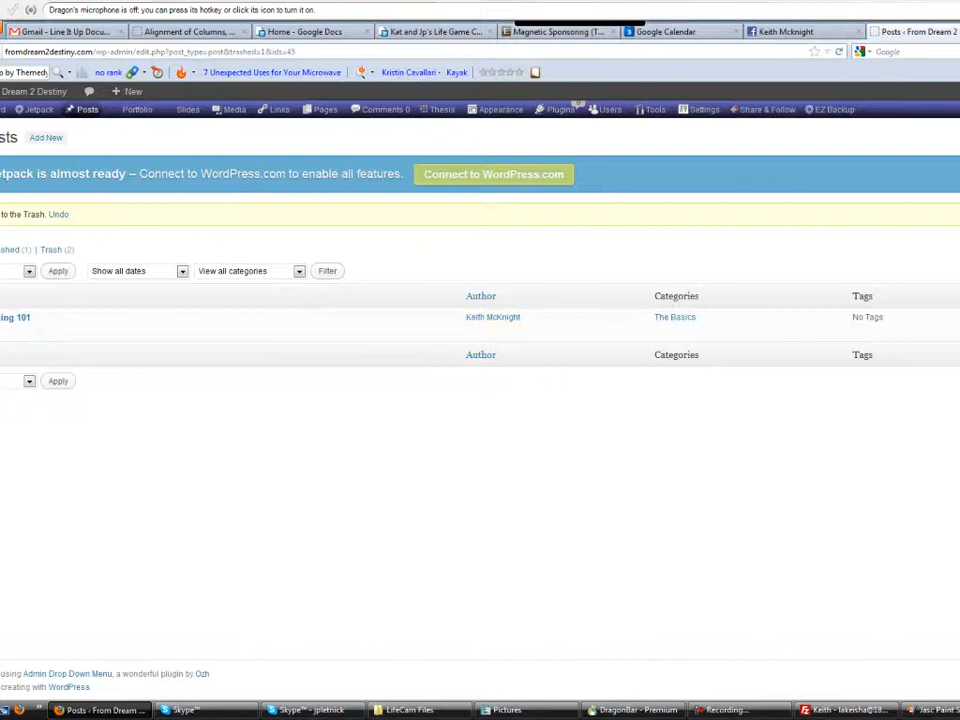 Dragon's microphone is off; you can press its hotkey or click its icon to turn it on.
Gmail - Line It Up Docu... Alignment of Columns, ... Home - Google Docs Kat and Jp's Life Game C... Magnetic Sponsoring (T... Google Calendar Keith Mcknight Posts ‹ From Dream 2
fromdream2destiny.com/wp-admin/edit.php?post_type=post&trashed=1&ids=45 Google
p by Themedy no rank 7 Unexpected Uses for Your Microwave Kristin Cavallari Kayak
Dream 2 Destiny New
rd Jetpack Posts Portfolio Slides Media Links Pages Comments 0 Thesis Appearance Plugins Users Tools Settings Share & Follow EZ Backup
sts Add New
etpack is almost ready – Connect to WordPress.com to enable all features. Connect to WordPress.com
to the Trash. Undo
shed (1) | Trash (2)
Apply Show all dates View all categories Filter
Author Categories Tags
ing 101 Keith McKnight The Basics No Tags
Author Categories Tags
Apply
using Admin Drop Down Menu, a wonderful plugin by Ozh
creating with WordPress.
Posts ‹ From Dream ... Skype™ Skype™ - jpletnick LifeCam Files Pictures DragonBar - Premium Recording... Keith - lakeisha@18... Jasc Paint S